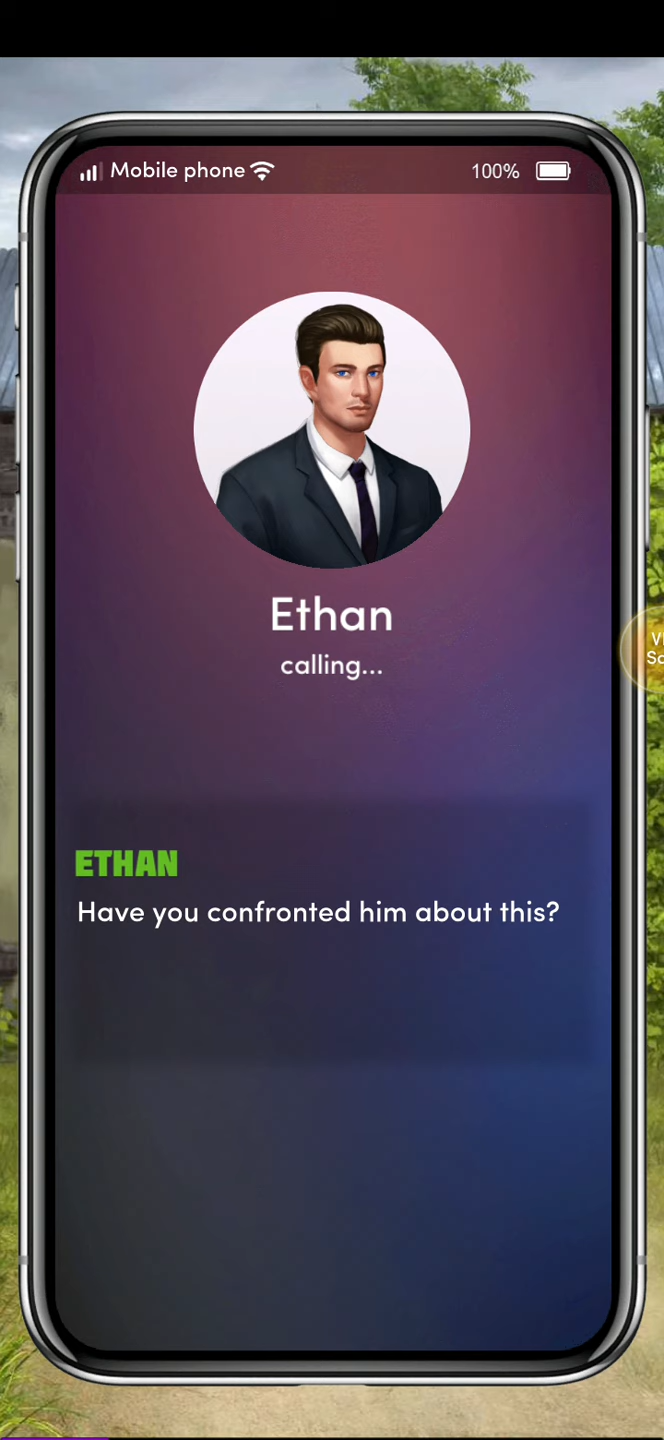 Mobile phone
100%
Ethan
calling...
ETHAN
Have you confronted him about this?